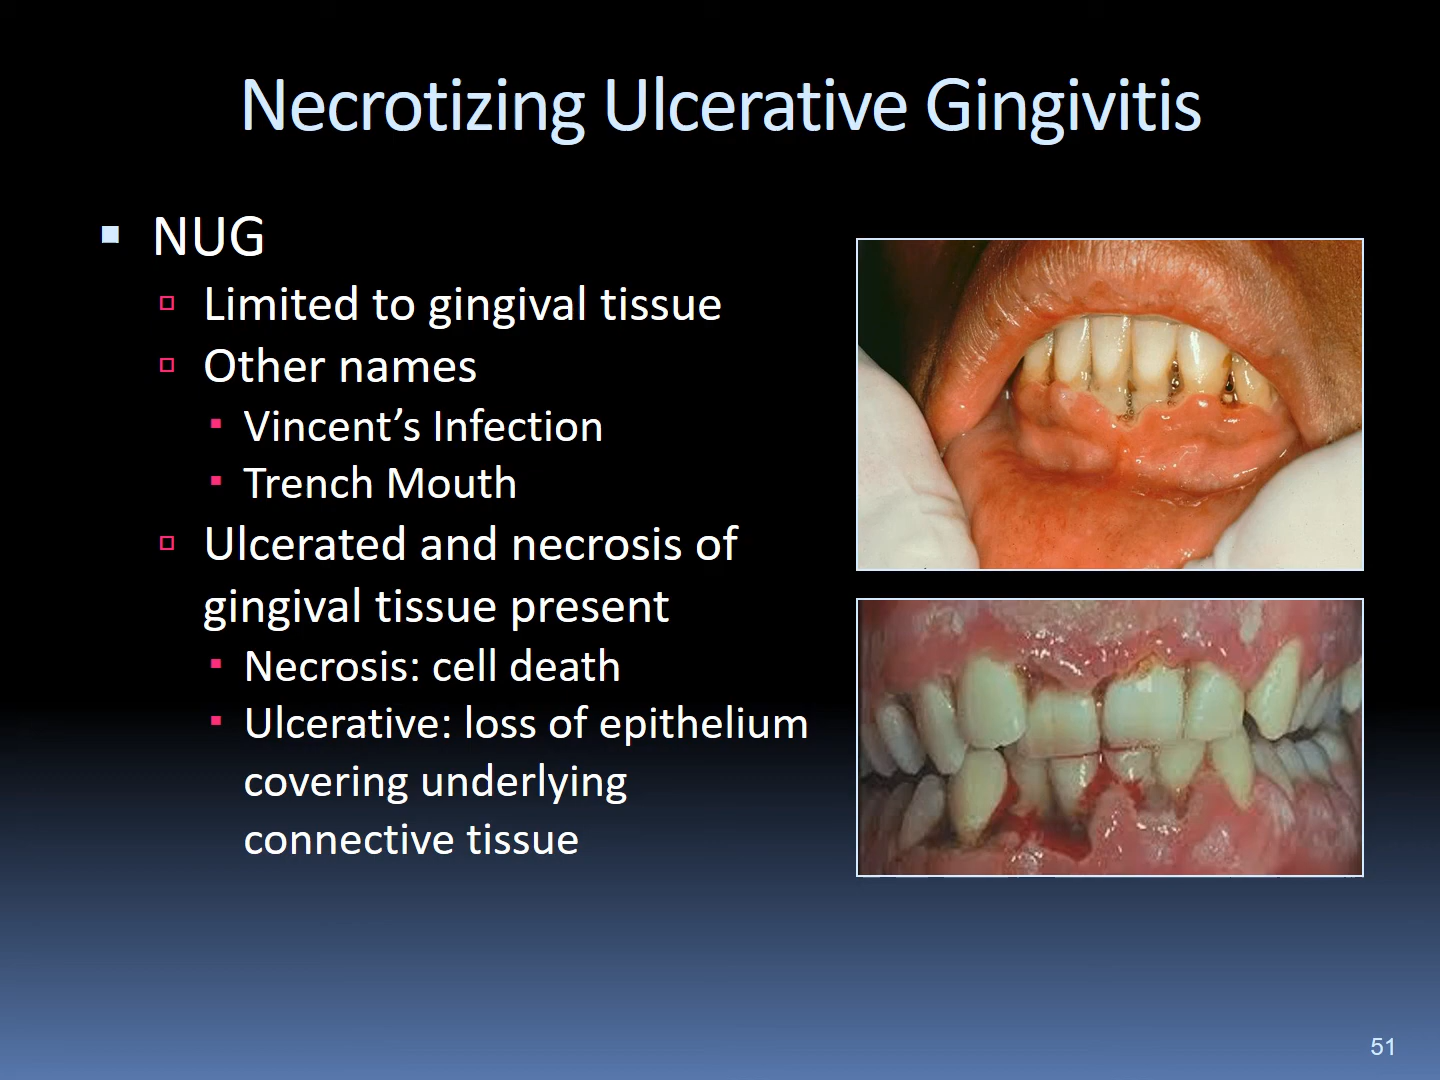 Necrotizing Ulcerative Gingivitis
NUG
Limited to gingival tissue
Other names
Vincent’s Infection
Trench Mouth
Ulcerated and necrosis of
gingival tissue present
Necrosis: cell death
Ulcerative: loss of epithelium
covering underlying
connective tissue
51